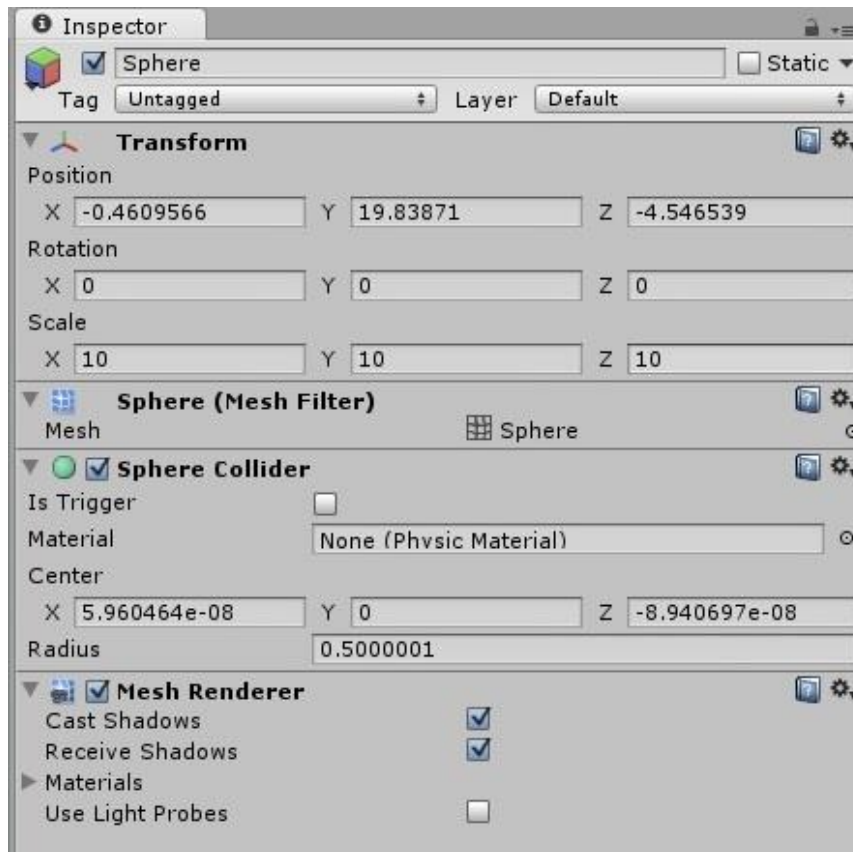 Inspector
Sphere Static
Tag Untagged Layer Default
Transform
Position
X -0.4609566 Y 19.83871 Z -4.546539
Rotation
X 0 Y 0 Z 0
Scale
X 10 Y 10 Z 10
Sphere (Mesh Filter)
Mesh Sphere
Sphere Collider
Is Trigger
Material None (Physic Material)
Center
X 5.960464e-08 Y 0 Z -8.940697e-08
Radius 0.5000001
Mesh Renderer
Cast Shadows
Receive Shadows
Materials
Use Light Probes